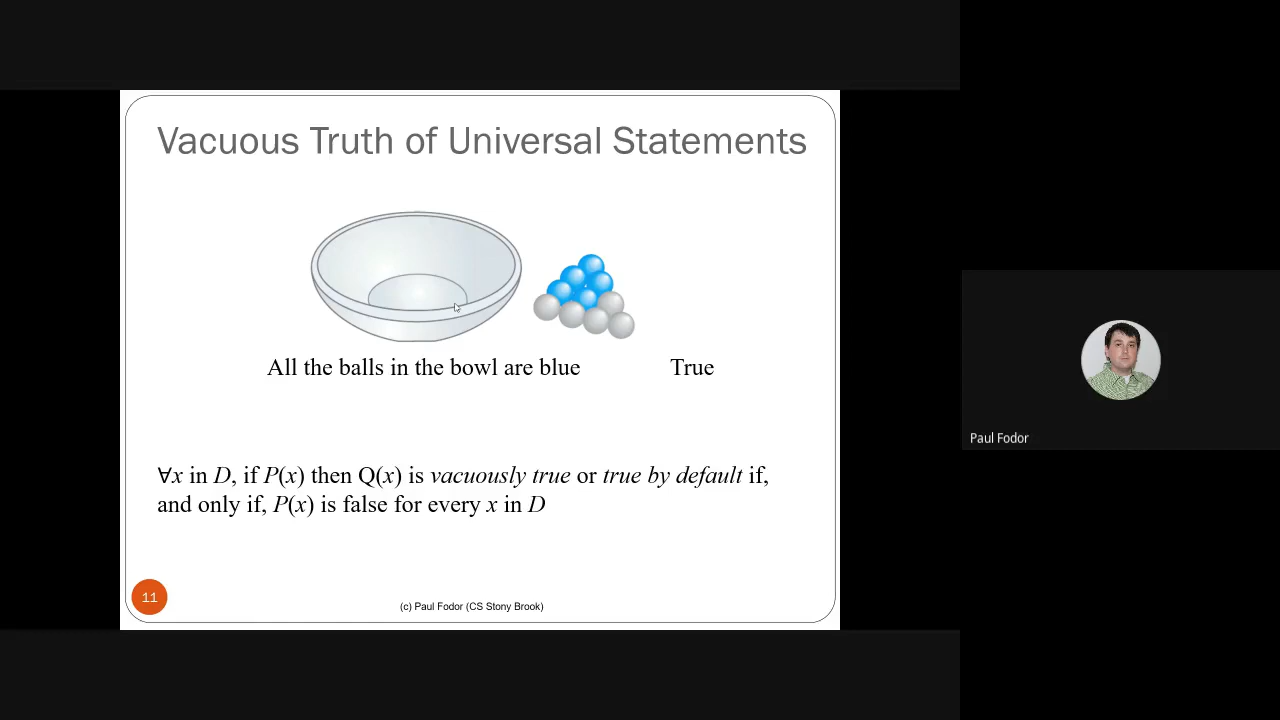 Vacuous Truth of Universal Statements
All the balls in the bowl are blue True
∀x in D, if P(x) then Q(x) is vacuously true or true by default if,
and only if, P(x) is false for every x in D
11
(c) Paul Fodor (CS Stony Brook)
Paul Fodor